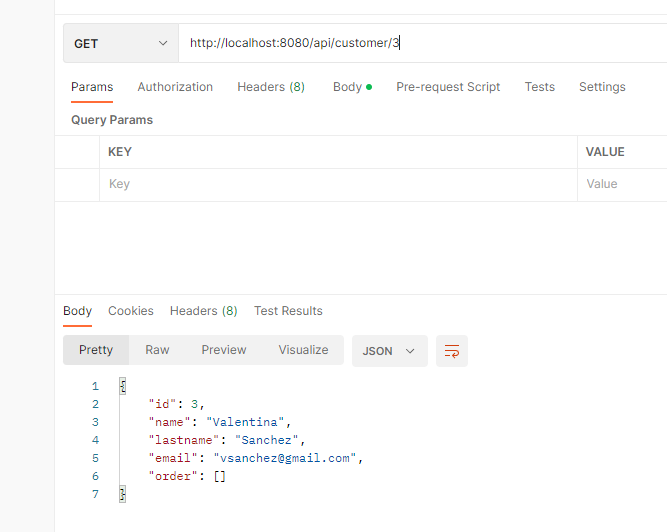 GET http://localhost:8080/api/customer/3
Params Authorization Headers (8) Body Pre-request Script Tests Settings
Query Params
KEY VALUE
Key Value
Body Cookies Headers (8) Test Results
Pretty Raw Preview Visualize JSON
1 {
2 "id": 3,
3 "name": "Valentina",
4 "lastname": "Sanchez",
5 "email": "vsanchez@gmail.com",
6 "order": []
7 }